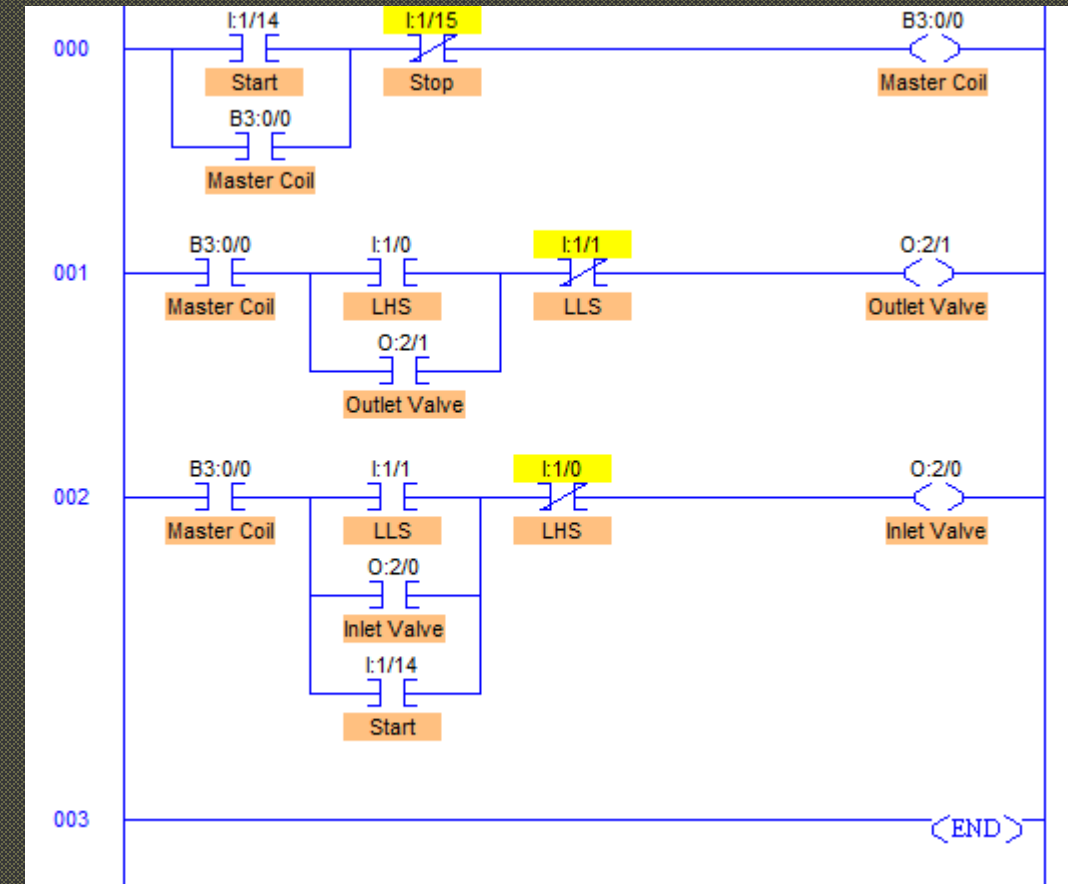 I:1/14 I:1/15 B3:0/0
000
Start Stop Master Coil
B3:0/0
Master Coil
B3:0/0 I:1/0 I:1/1 O:2/1
001
Master Coil LHS LLS Outlet Valve
O:2/1
Outlet Valve
B3:0/0 I:1/1 I:1/0 O:2/0
002
Master Coil LLS LHS Inlet Valve
O:2/0
Inlet Valve
I:1/14
Start
003
END